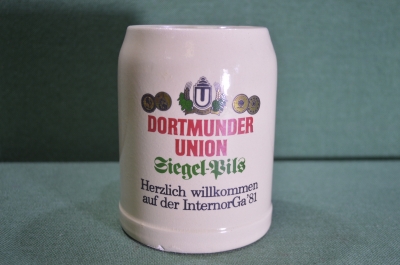 U
DORTMUNDER
UNION
Siegel-Pils
Herzlich willkommen
auf der InternorGa'81